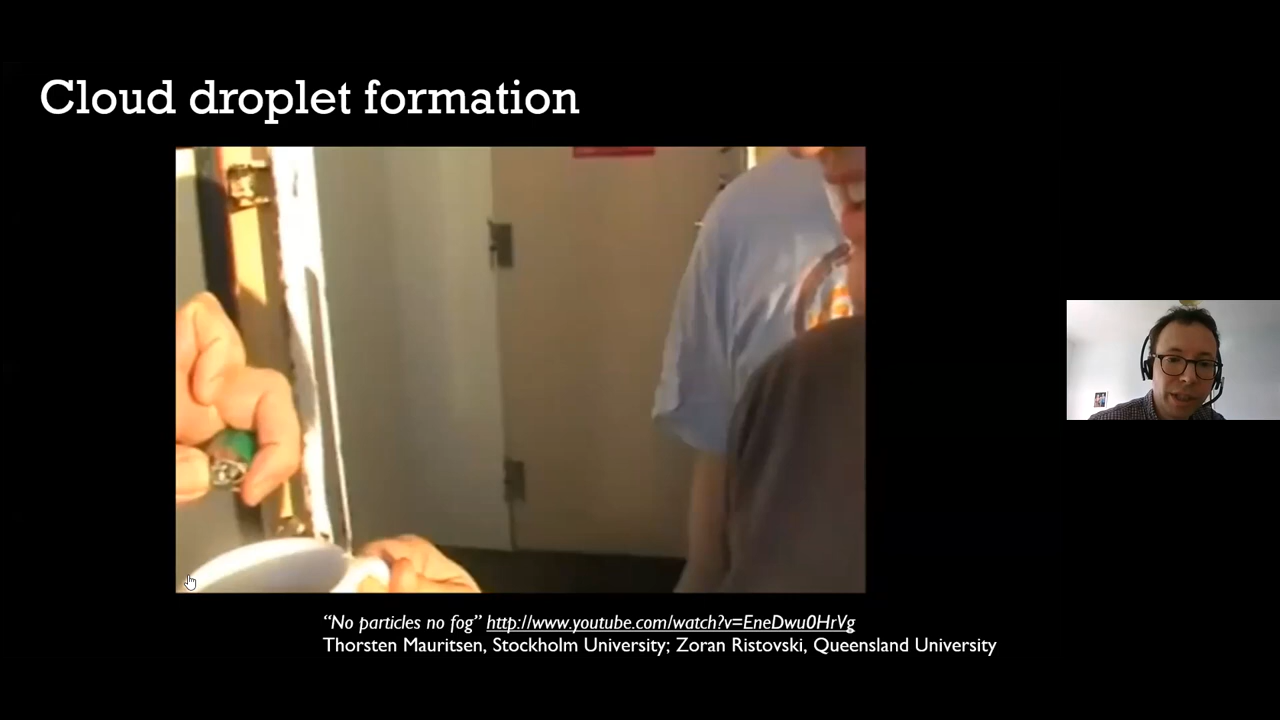 Cloud droplet formation
“No particles no fog” http://www.youtube.com/watch?v=EneDwu0HrVg
Thorsten Mauritsen, Stockholm University; Zoran Ristovski, Queensland University